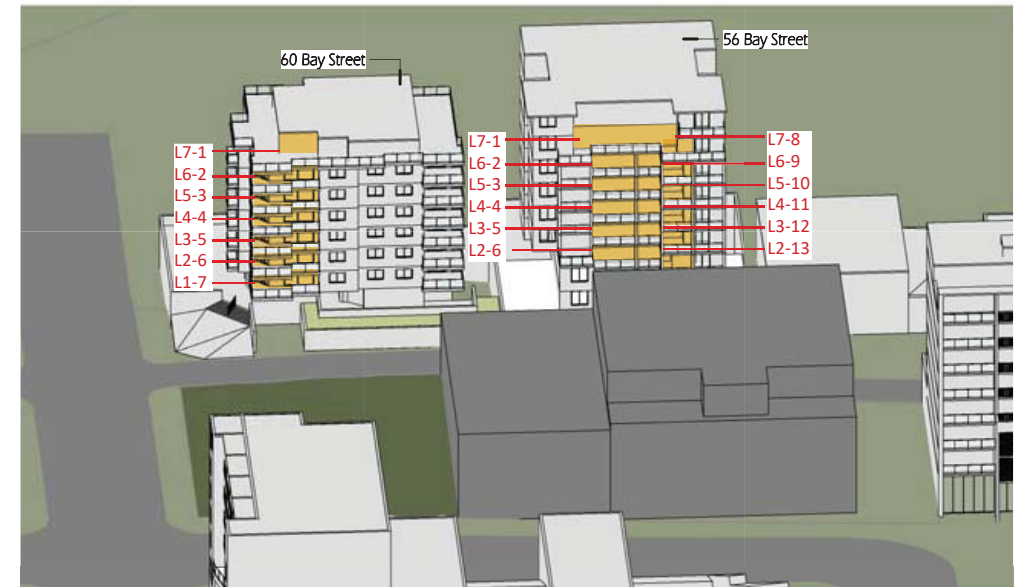 60 Bay Street
56 Bay Street
L7-1
L6-2
L5-3
L4-4
L3-5
L2-6
L1-7
L7-1
L6-2
L5-3
L4-4
L3-5
L2-6
L7-8
L6-9
L5-10
L4-11
L3-12
L2-13